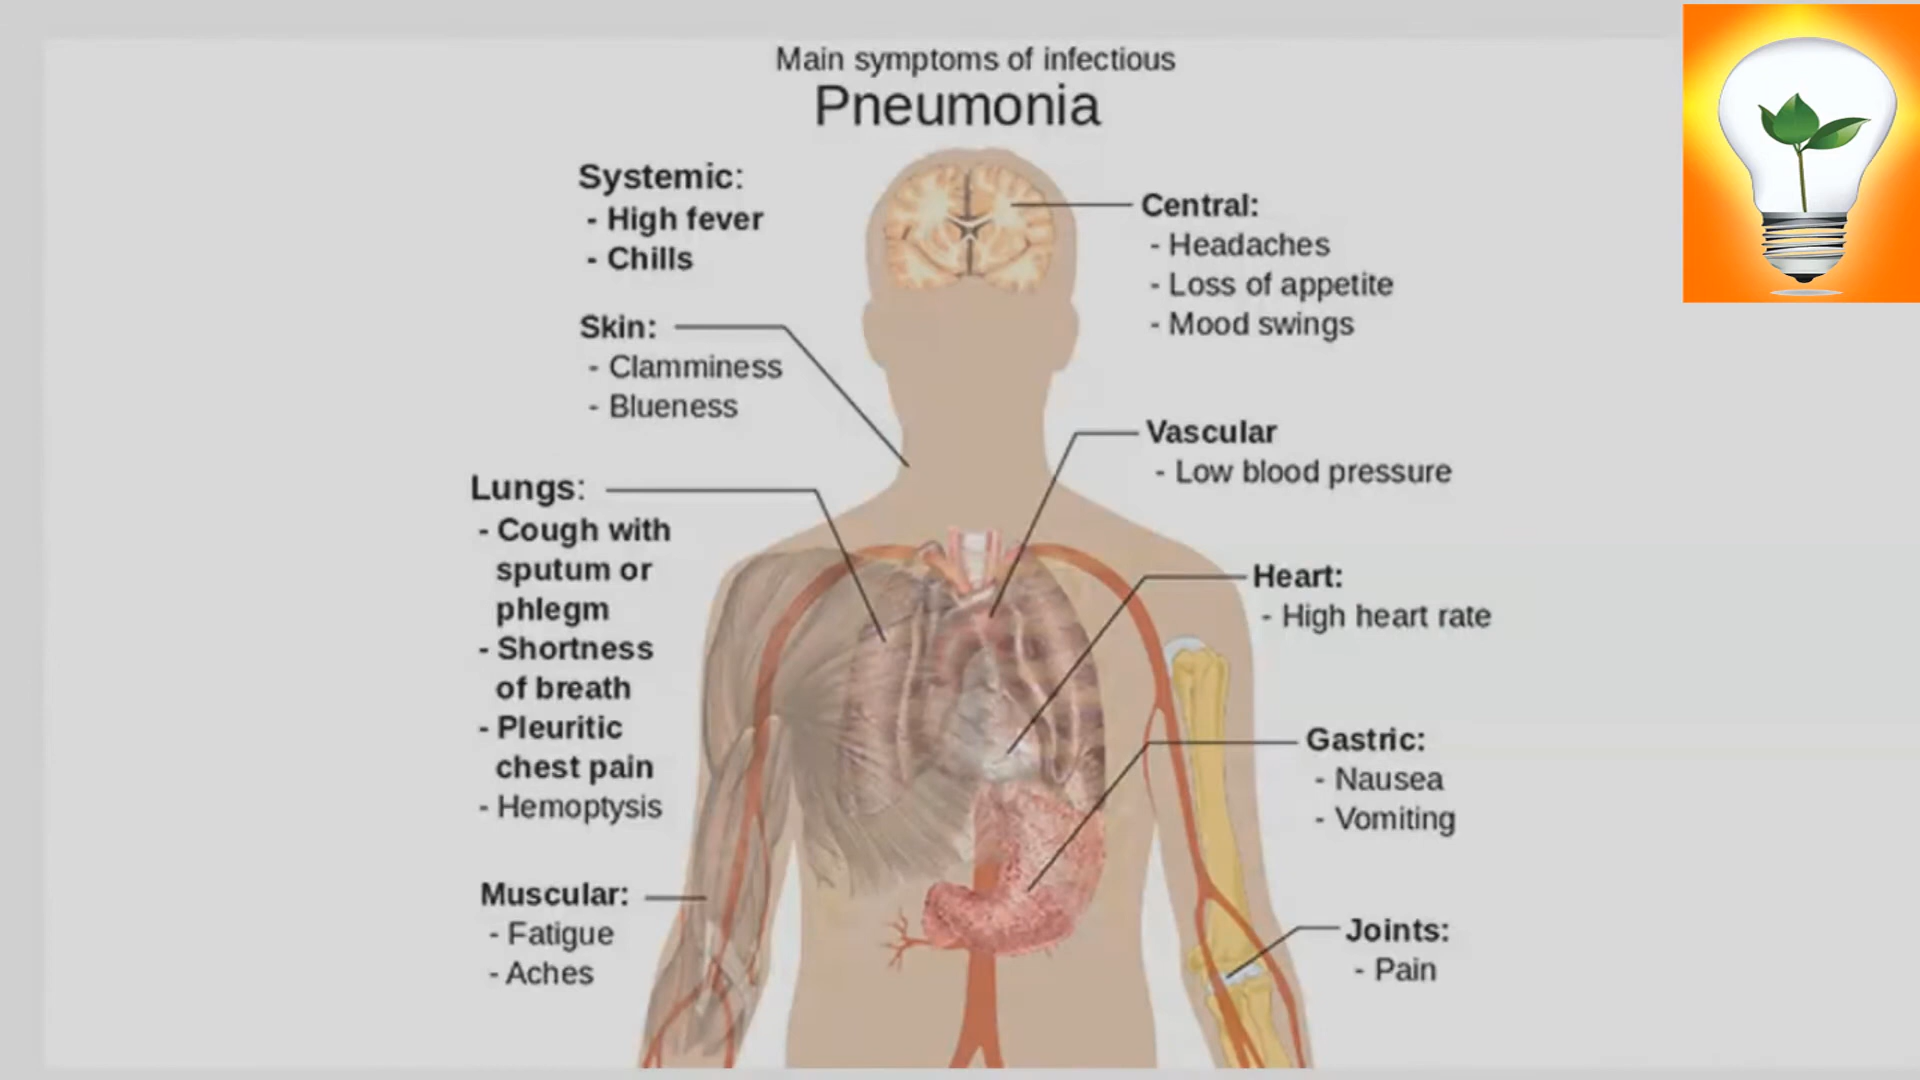 Main symptoms of infectious
Pneumonia
Systemic:
- High fever
- Chills
Skin:
- Clamminess
- Blueness
Lungs:
- Cough with
sputum or
phlegm
- Shortness
of breath
- Pleuritic
chest pain
- Hemoptysis
Muscular:
- Fatigue
- Aches
Central:
- Headaches
- Loss of appetite
- Mood swings
Vascular
- Low blood pressure
Heart:
- High heart rate
Gastric:
- Nausea
- Vomiting
Joints:
- Pain